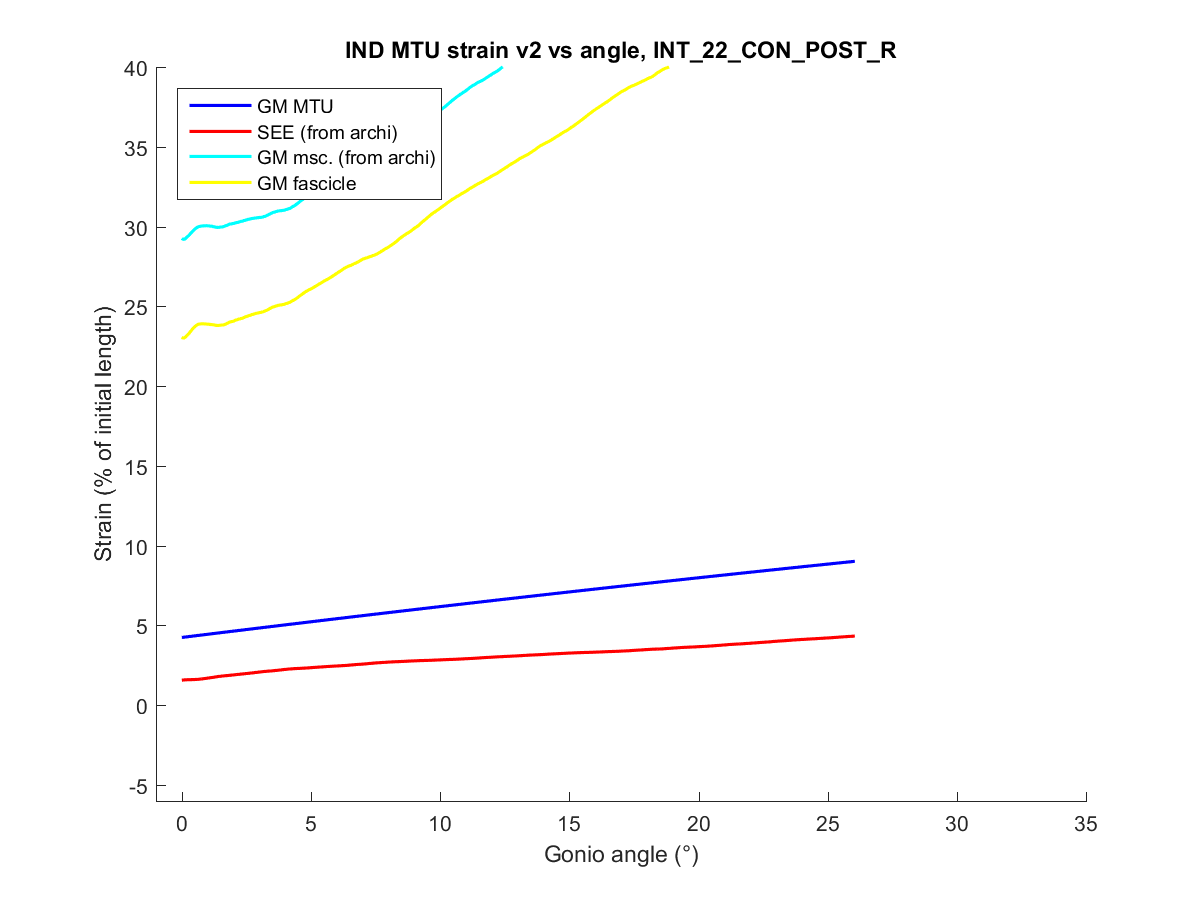 IND MTU strain v2 vs angle, INT_22_CON_POST_R
40
35
30
25
20
15
10
5
0
-5
Strain (% of initial length)
GM MTU
SEE (from archi)
GM msc. (from archi)
GM fascicle
0 5 10 15 20 25 30 35
Gonio angle (°)